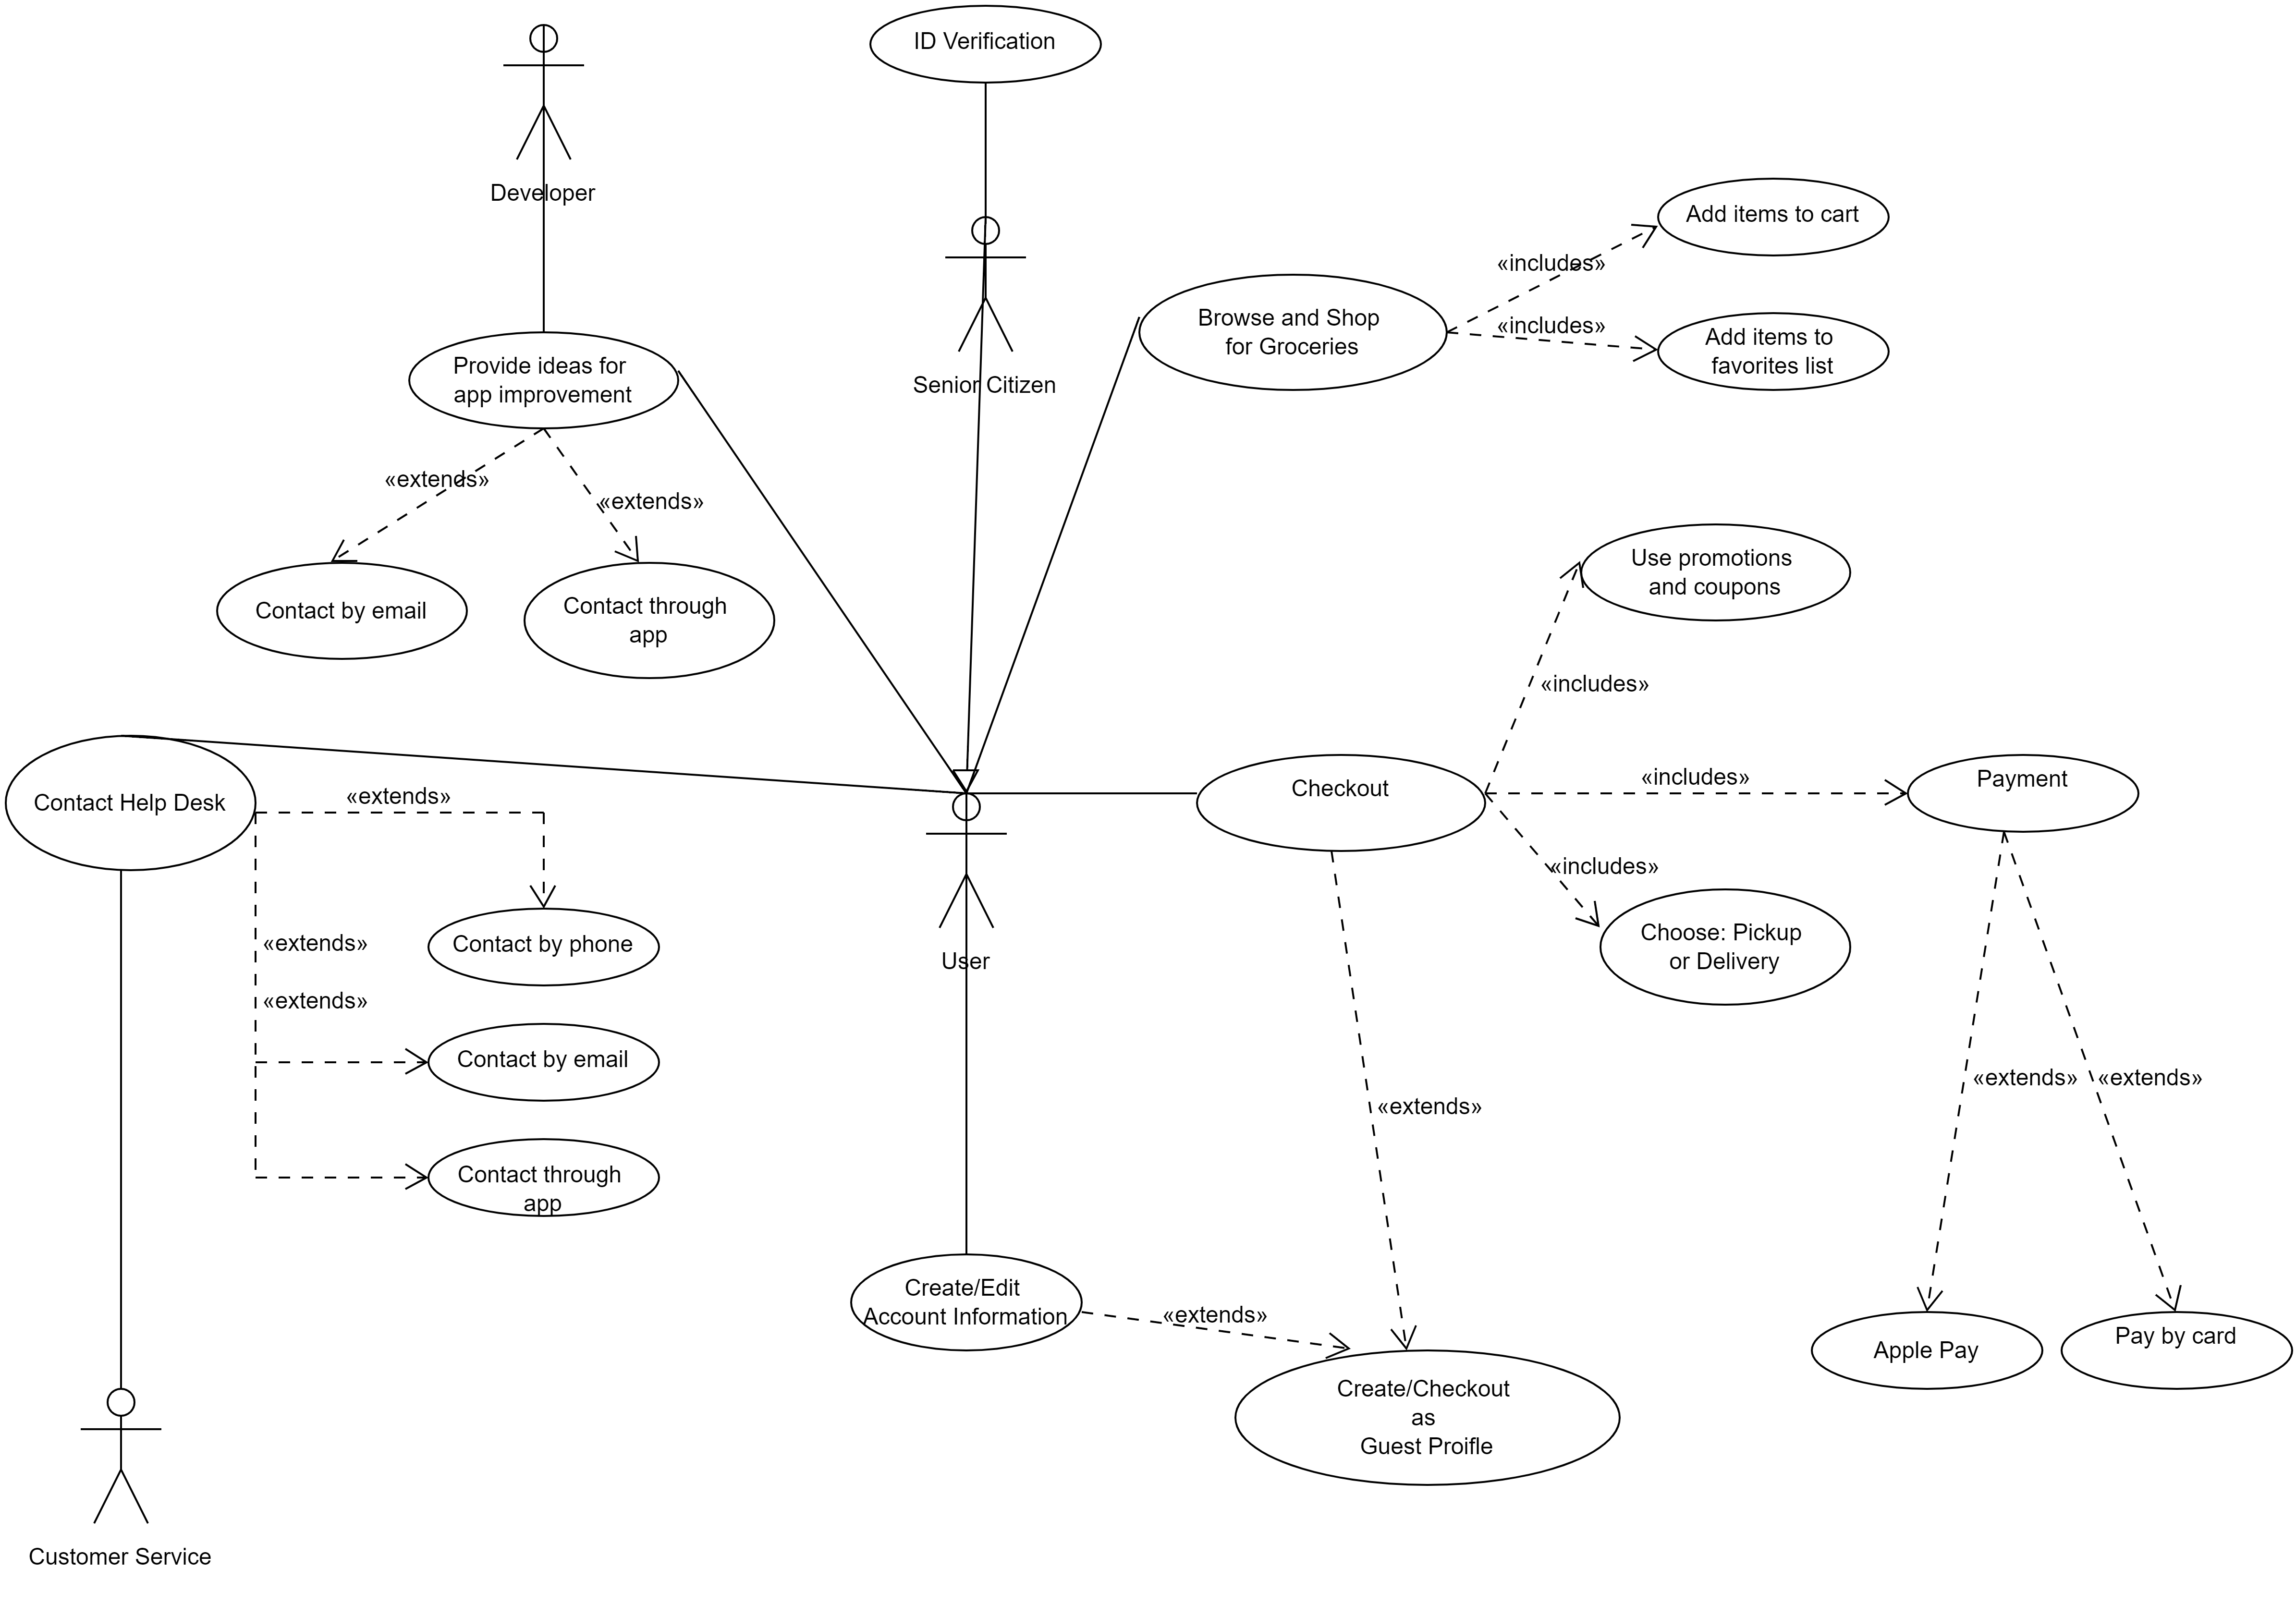 ID Verification
Developer
Add items to cart
«includes»
Browse and Shop
for Groceries
«includes»
Add items to
favorites list
Senior Citizen
Provide ideas for
app improvement
«extends»
«extends»
Contact by email
Contact through
app
Use promotions
and coupons
«includes»
Contact Help Desk
«extends»
Checkout
«includes»
Payment
«includes»
Choose: Pickup
or Delivery
«extends»
Contact by phone
User
«extends»
Contact by email
«extends»
«extends»
«extends»
Contact through
app
Create/Edit
Account Information
«extends»
Create/Checkout
as
Guest Proifle
Apple Pay
Pay by card
Customer Service